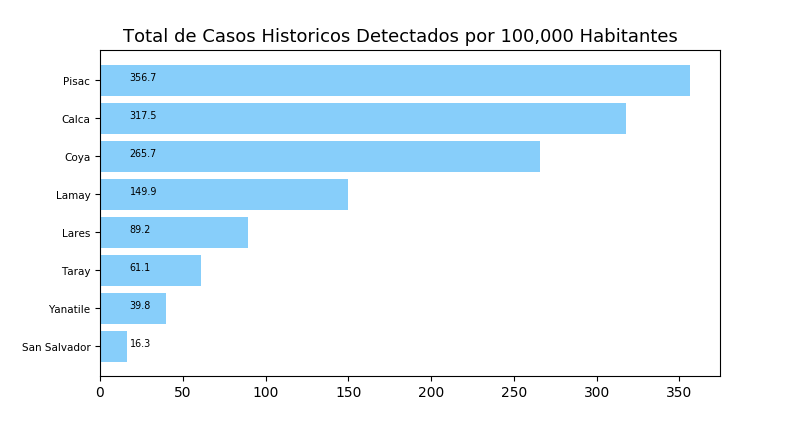 Total de Casos Historicos Detectados por 100,000 Habitantes
Pisac 356.7
Calca 317.5
Coya 265.7
Lamay 149.9
Lares 89.2
Taray 61.1
Yanatile 39.8
San Salvador 16.3
0 50 100 150 200 250 300 350